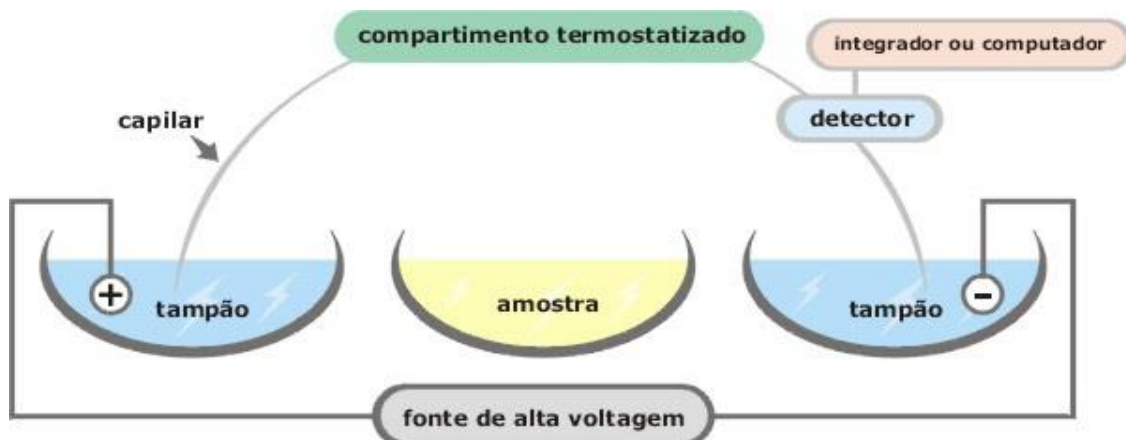 compartimento termostatizado
integrador ou computador
detector
capilar
+
tampão
amostra
tampão
-
fonte de alta voltagem